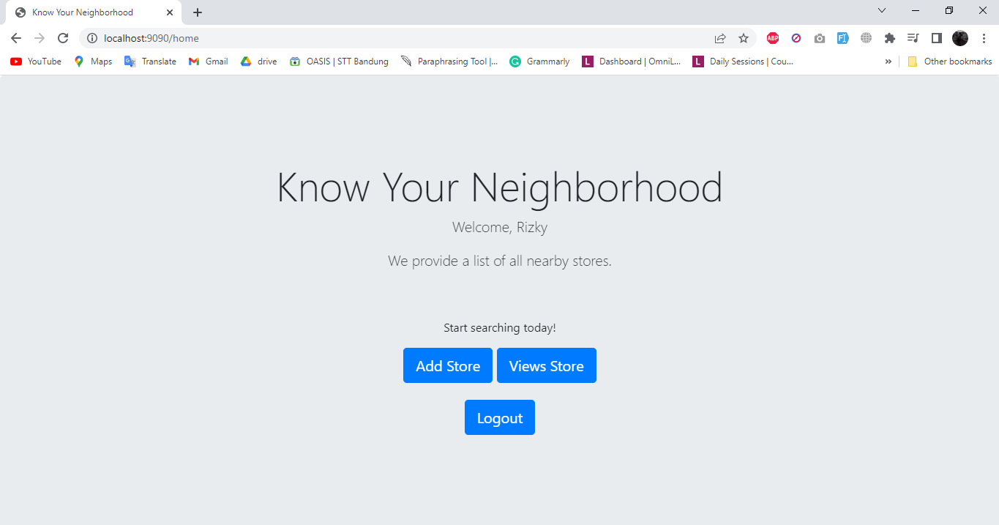 Know Your Neighborhood
localhost:9090/home
ABP
YouTube Maps Translate Gmail drive OASIS | STT Bandung Paraphrasing Tool |... G Grammarly L Dashboard | OmniL... L Daily Sessions | Cou... » Other bookmarks
Know Your Neighborhood
Welcome, Rizky
We provide a list of all nearby stores.
Start searching today!
Add Store Views Store
Logout